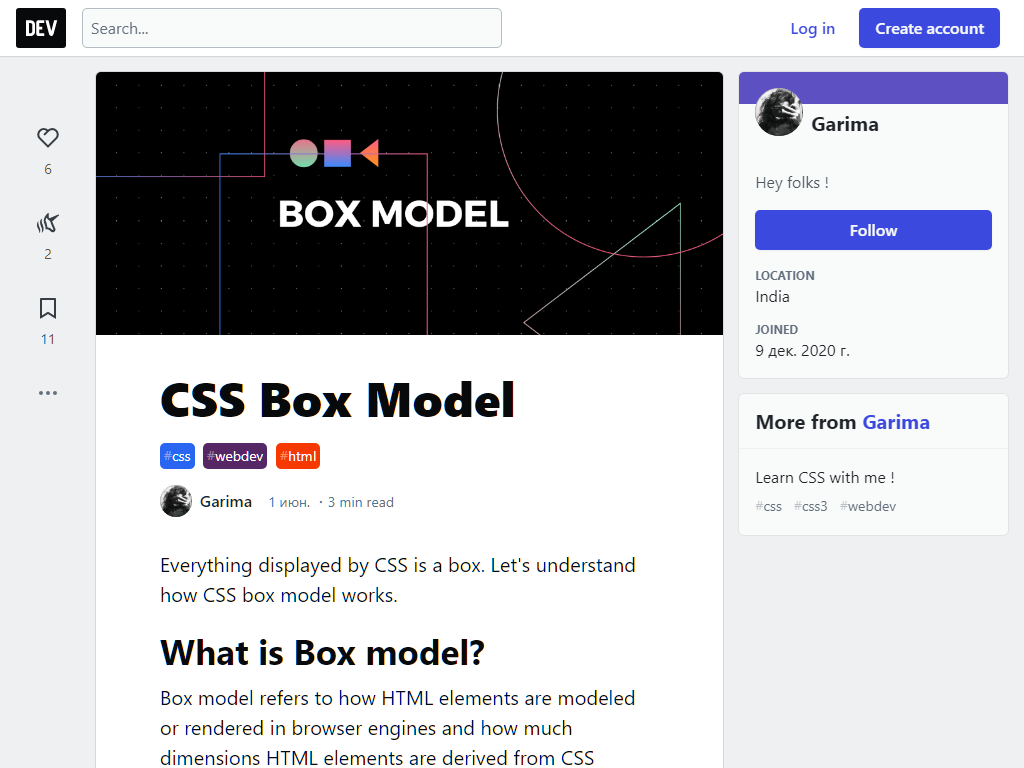 DEV
Search...
Log in
Create account
6
2
11
BOX MODEL
CSS Box Model
#css #webdev #html
Garima 1 июн. · 3 min read
Everything displayed by CSS is a box. Let's understand
how CSS box model works.
What is Box model?
Box model refers to how HTML elements are modeled
or rendered in browser engines and how much
dimensions HTML elements are derived from CSS
Garima
Hey folks !
Follow
LOCATION
India
JOINED
9 дек. 2020 г.
More from Garima
Learn CSS with me !
#css #css3 #webdev